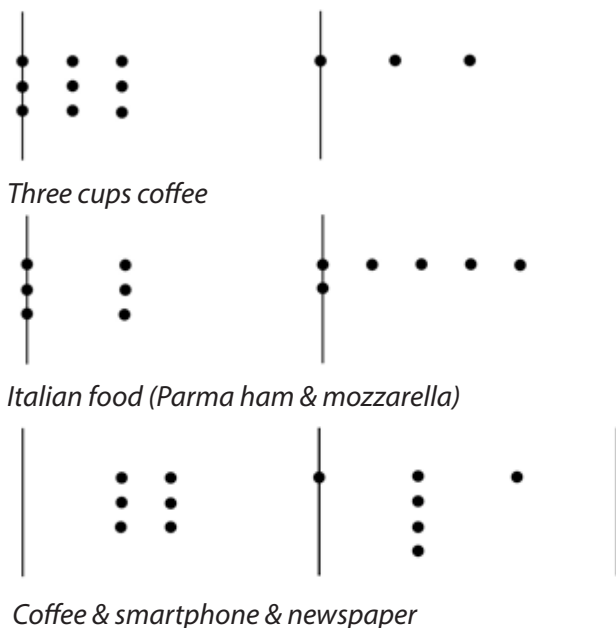 Three cups coffee
Italian food (Parma ham & mozzarella)
Coffee & smartphone & newspaper